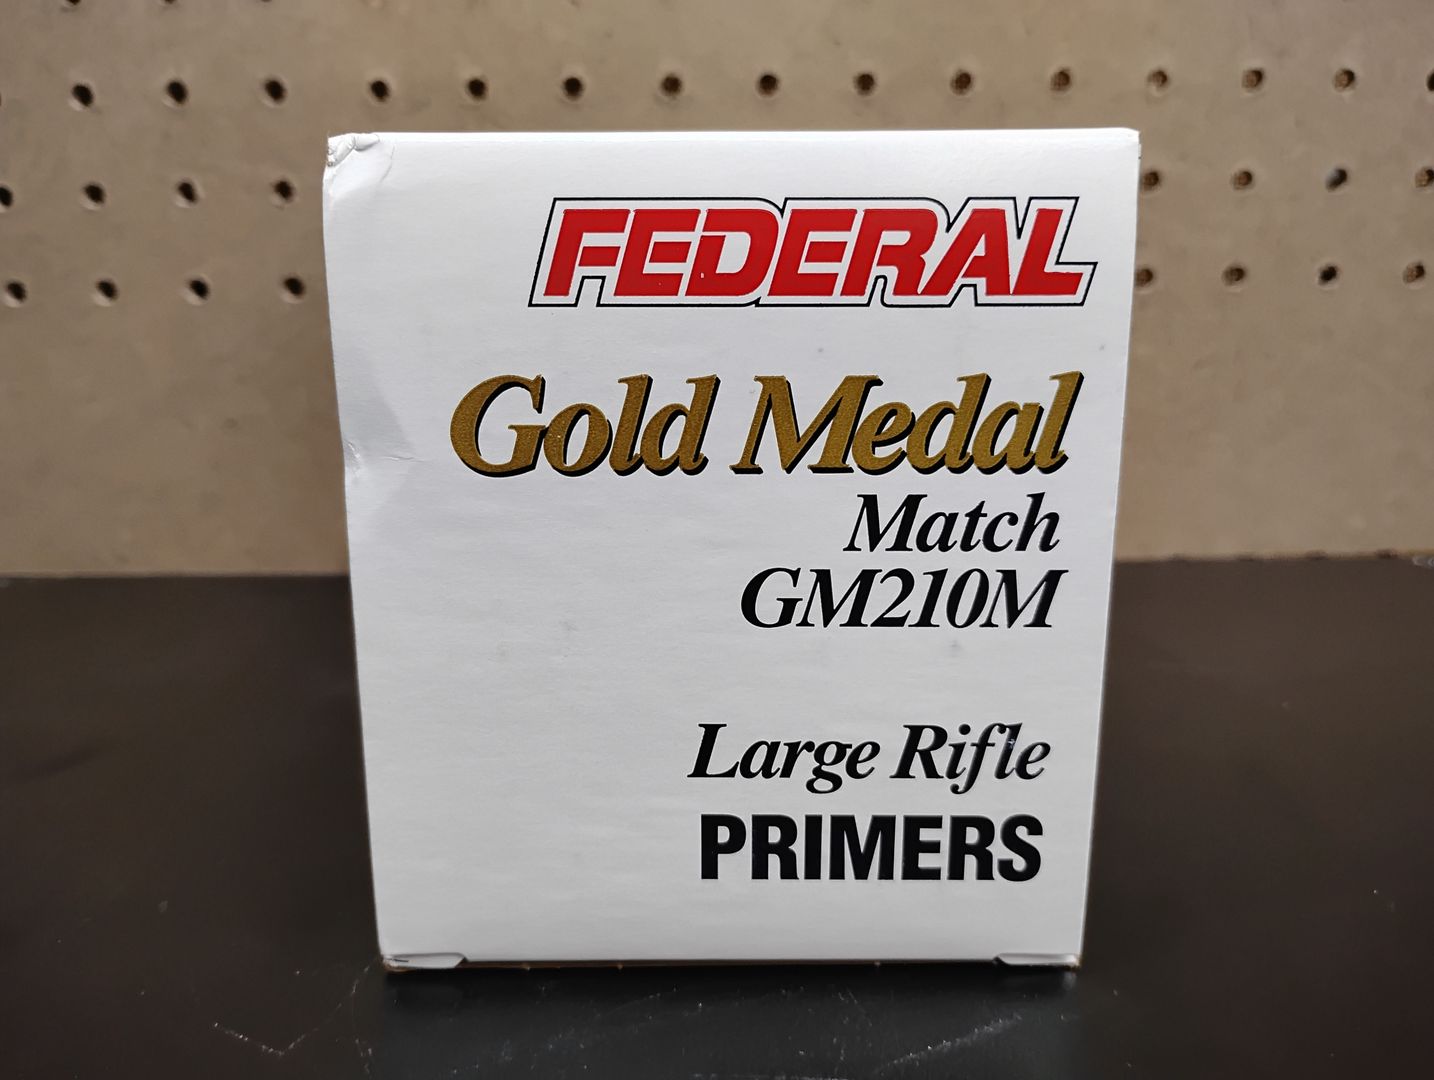 FEDERAL
Gold Medal
Match
GM210M
Large Rifle
PRIMERS